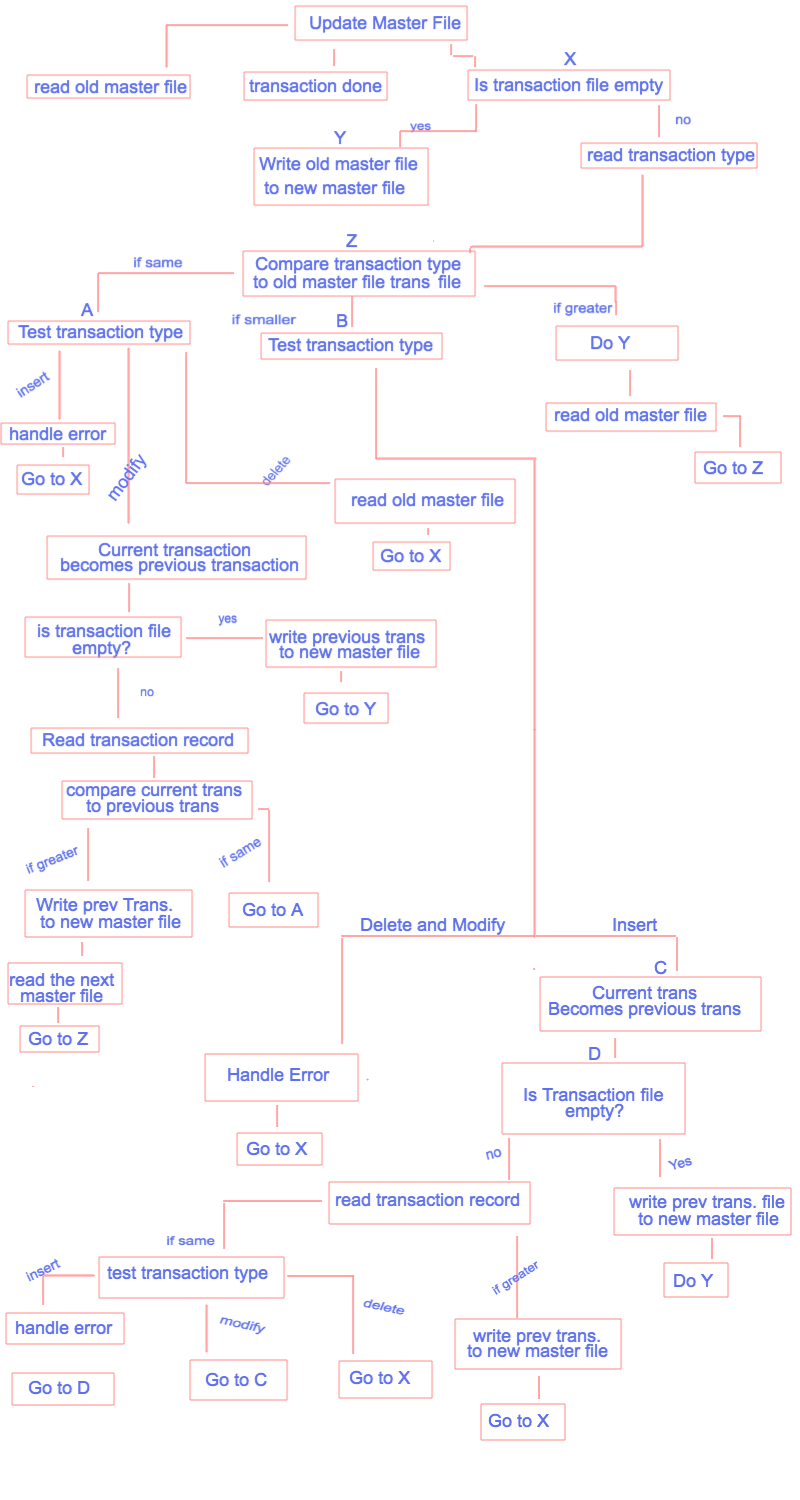 Update Master File
read old master file
transaction done
X
Is transaction file empty
yes
no
Y
Write old master file
to new master file
read transaction type
Z
Compare transaction type
to old master file trans file
if same
if smaller
if greater
A
Test transaction type
B
Test transaction type
Do Y
insert
modify
delete
read old master file
handle error
Go to X
Go to Z
read old master file
Go to X
Current transaction
becomes previous transaction
is transaction file
empty?
yes
write previous trans
to new master file
no
Go to Y
Read transaction record
compare current trans
to previous trans
if greater
if same
Write prev Trans.
to new master file
Go to A
Delete and Modify
Insert
read the next
master file
Go to Z
C
Current trans
Becomes previous trans
D
Handle Error
Is Transaction file
empty?
Go to X
no
Yes
read transaction record
write prev trans. file
to new master file
if same
if greater
Do Y
insert
test transaction type
modify
delete
handle error
write prev trans.
to new master file
Go to D
Go to C
Go to X
Go to X